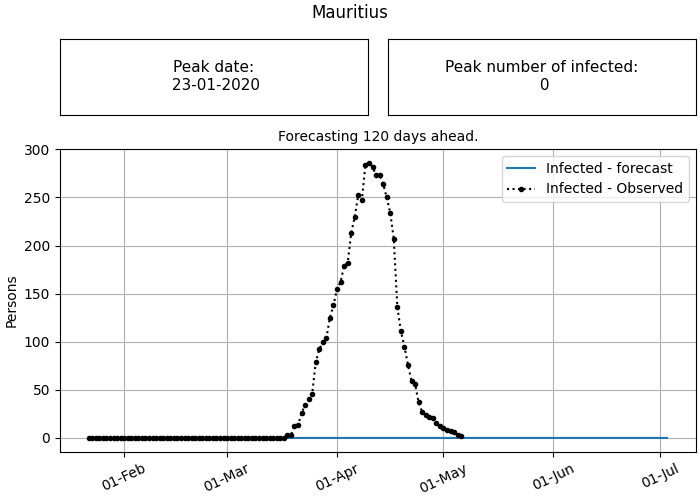 Mauritius
Peak date:
23-01-2020
Peak number of infected:
0
Forecasting 120 days ahead.
Infected - forecast
Infected - Observed
Persons
300
250
200
150
100
50
0
01-Feb
01-Mar
01-Apr
01-May
01-Jun
01-Jul